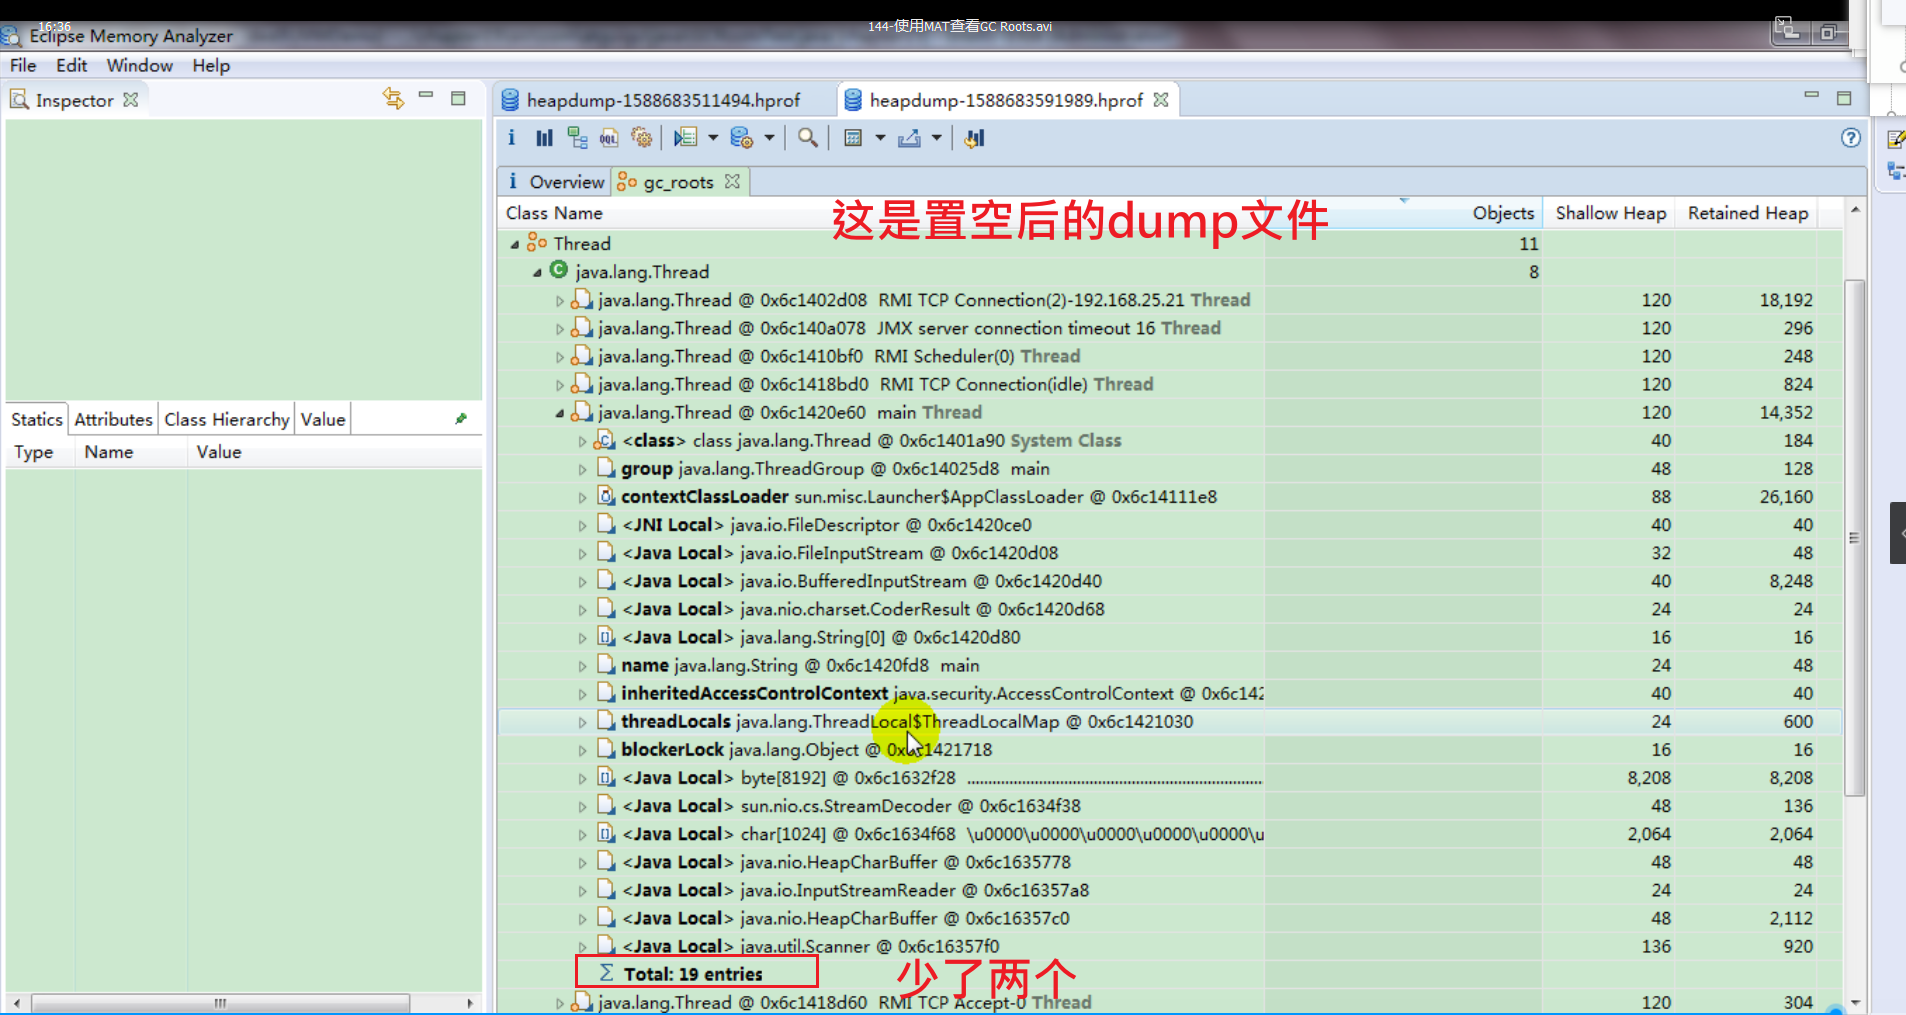 16:36
144-使用MAT查看GC Roots.avi
Eclipse Memory Analyzer
File Edit Window Help
Inspector
heapdump-1588683511494.hprof
heapdump-1588683591989.hprof
i Overview gc_roots
Class Name Objects Shallow Heap Retained Heap
这是置空后的dump文件
Thread 11
java.lang.Thread 8
java.lang.Thread @ 0x6c1402d08 RMI TCP Connection(2)-192.168.25.21 Thread 120 18,192
java.lang.Thread @ 0x6c140a078 JMX server connection timeout 16 Thread 120 296
java.lang.Thread @ 0x6c1410bf0 RMI Scheduler(0) Thread 120 248
java.lang.Thread @ 0x6c1418bd0 RMI TCP Connection(idle) Thread 120 824
java.lang.Thread @ 0x6c1420e60 main Thread 120 14,352
<class> class java.lang.Thread @ 0x6c1401a90 System Class 40 184
group java.lang.ThreadGroup @ 0x6c14025d8 main 48 128
contextClassLoader sun.misc.Launcher$AppClassLoader @ 0x6c14111e8 88 26,160
<JNI Local> java.io.FileDescriptor @ 0x6c1420ce0 40 40
<Java Local> java.io.FileInputStream @ 0x6c1420d08 32 48
<Java Local> java.io.BufferedInputStream @ 0x6c1420d40 40 8,248
<Java Local> java.nio.charset.CoderResult @ 0x6c1420d68 24 24
<Java Local> java.lang.String[0] @ 0x6c1420d80 16 16
name java.lang.String @ 0x6c1420fd8 main 24 48
inheritedAccessControlContext java.security.AccessControlContext @ 0x6c142 40 40
threadLocals java.lang.ThreadLocal$ThreadLocalMap @ 0x6c1421030 24 600
blockerLock java.lang.Object @ 0x6c1421718 16 16
<Java Local> byte[8192] @ 0x6c1632f28 ................ 8,208 8,208
<Java Local> sun.nio.cs.StreamDecoder @ 0x6c1634f38 48 136
<Java Local> char[1024] @ 0x6c1634f68 \u0000\u0000\u0000\u0000\u0000\u 2,064 2,064
<Java Local> java.nio.HeapCharBuffer @ 0x6c1635778 48 48
<Java Local> java.io.InputStreamReader @ 0x6c16357a8 24 24
<Java Local> java.nio.HeapCharBuffer @ 0x6c16357c0 48 2,112
<Java Local> java.util.Scanner @ 0x6c16357f0 136 920
Σ Total: 19 entries
少了两个
java.lang.Thread @ 0x6c1418d60 RMI TCP Accept-0 Thread 120 304
Statics Attributes Class Hierarchy Value
Type Name Value